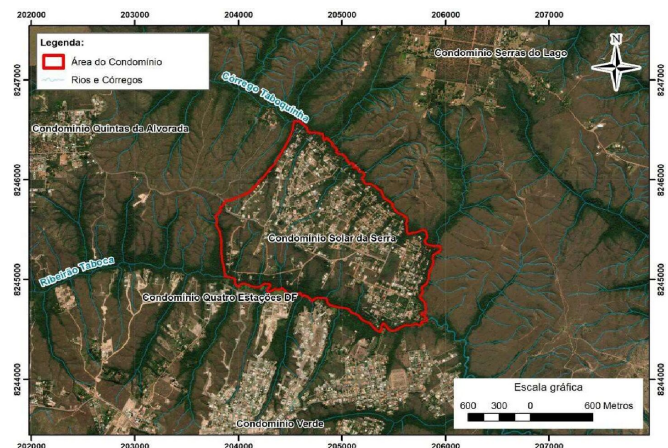 202000 203000 204000 205000 206000 207000
Legenda:
Área do Condomínio
Rios e Córregos
Condomínio Serras do Lago
N
8247000 8247000
Córrego Taboquinha
Condomínio Quintas da Alvorada
8246000 8246000
Condomínio Solar da Serra
Ribeirão Taboca
8245000 8245000
Condomínio Quatro Estações DF
8244000 8244000
Escala gráfica
600 300 0 600 Metros
Condomínio Verde
202000 203000 204000 205000 206000 207000